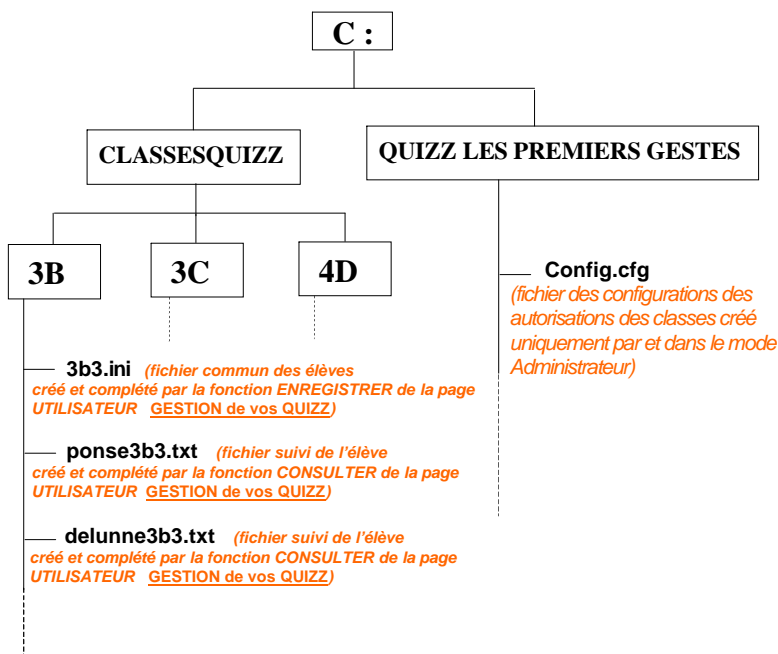 C :
CLASSESQUIZZ
QUIZZ LES PREMIERS GESTES
3B
3C
4D
Config.cfg
(fichier des configurations des
autorisations des classes créé
uniquement par et dans le mode
Administrateur)
3b3.ini (fichier commun des élèves
créé et complété par la fonction ENREGISTRER de la page
UTILISATEUR GESTION de vos QUIZZ)
ponse3b3.txt (fichier suivi de l'élève
créé et complété par la fonction CONSULTER de la page
UTILISATEUR GESTION de vos QUIZZ)
delunne3b3.txt (fichier suivi de l'élève
créé et complété par la fonction CONSULTER de la page
UTILISATEUR GESTION de vos QUIZZ)